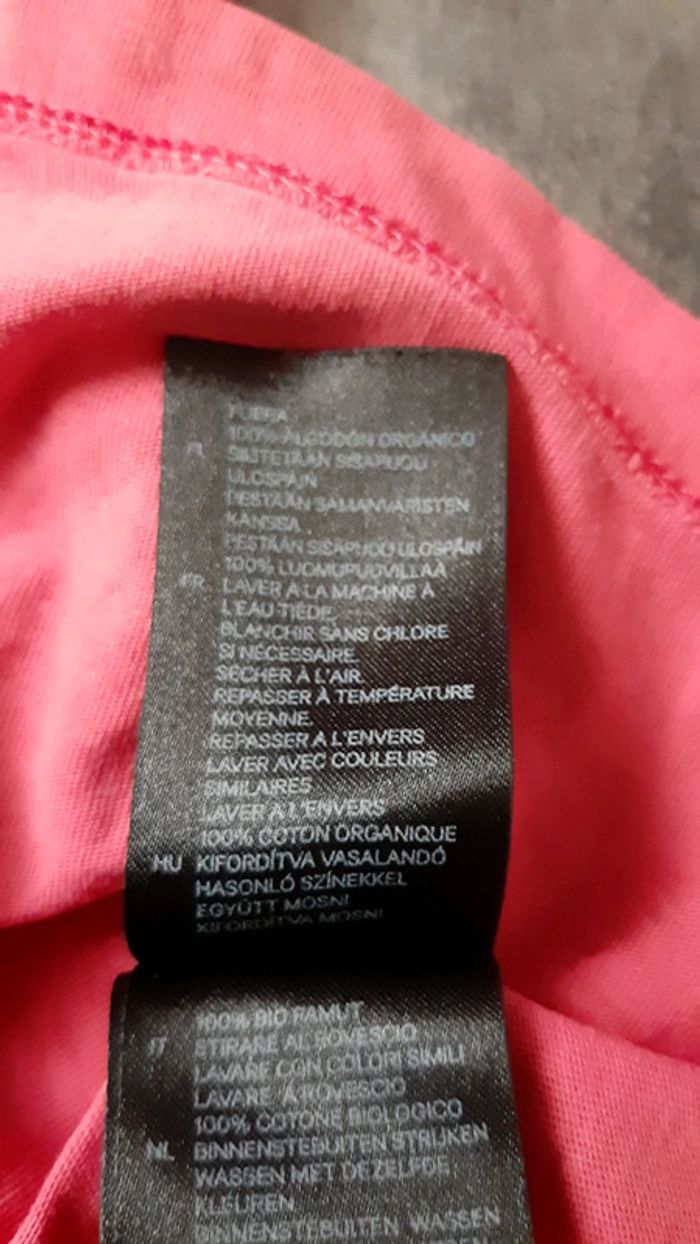 FUERA
100% ALGODÓN ORGÁNICO
FI SILITETÄÄN SISÄPUOLI
ULOSPÄIN
PESTÄÄN SAMANVÄRISTEN
KANSSA
PESTÄÄN SISÄPUOLI ULOSPÄIN
100% LUOMUPUUVILLAA
FR LAVER A LA MACHINE À
L'EAU TIÈDE.
BLANCHIR SANS CHLORE
SI NÉCESSAIRE.
SÉCHER À L'AIR.
REPASSER À TEMPÉRATURE
MOYENNE.
REPASSER A L'ENVERS
LAVER AVEC COULEURS
SIMILAIRES
LAVER A L'ENVERS
100% COTON ORGANIQUE
HU KIFORDÍTVA VASALANDÓ
HASONLÓ SZÍNEKKEL
EGYÜTT MOSNI
KIFORDÍTVA MOSNI
100% BIO PAMUT
IT STIRARE AL ROVESCIO
LAVARE CON COLORI SIMILI
LAVARE A ROVESCIO
100% COTONE BIOLOGICO
NL BINNENSTEBUITEN STRIJKEN
WASSEN MET DEZELFDE
KLEUREN
BINNENSTEBUITEN WASSEN